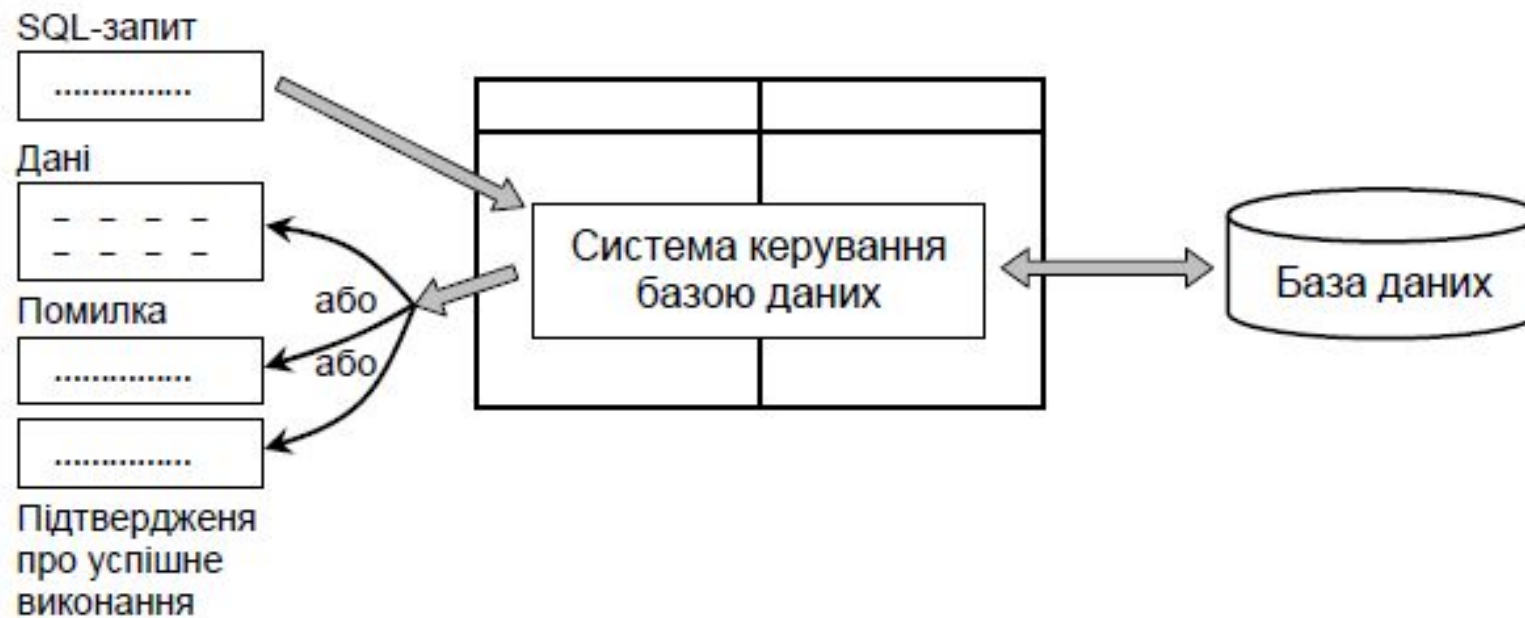 SQL-запит
...............
Дані
– – – –
– – – –
Помилка
...............
...............
Підтвердженя
про успішне
виконання
або
або
Система керування
базою даних
База даних